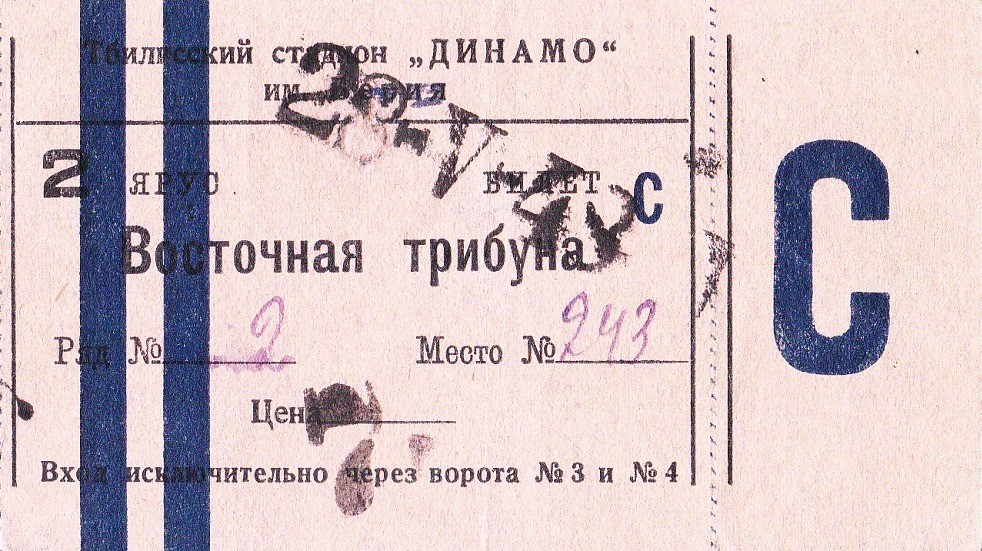 Тбилисский стадион „ДИНАМО“
им. Берия
2 ЯРУС БИЛЕТ С
Восточная трибуна
Ряд № 2 Место № 243
Цена
Вход исключительно через ворота № 3 и № 4
С